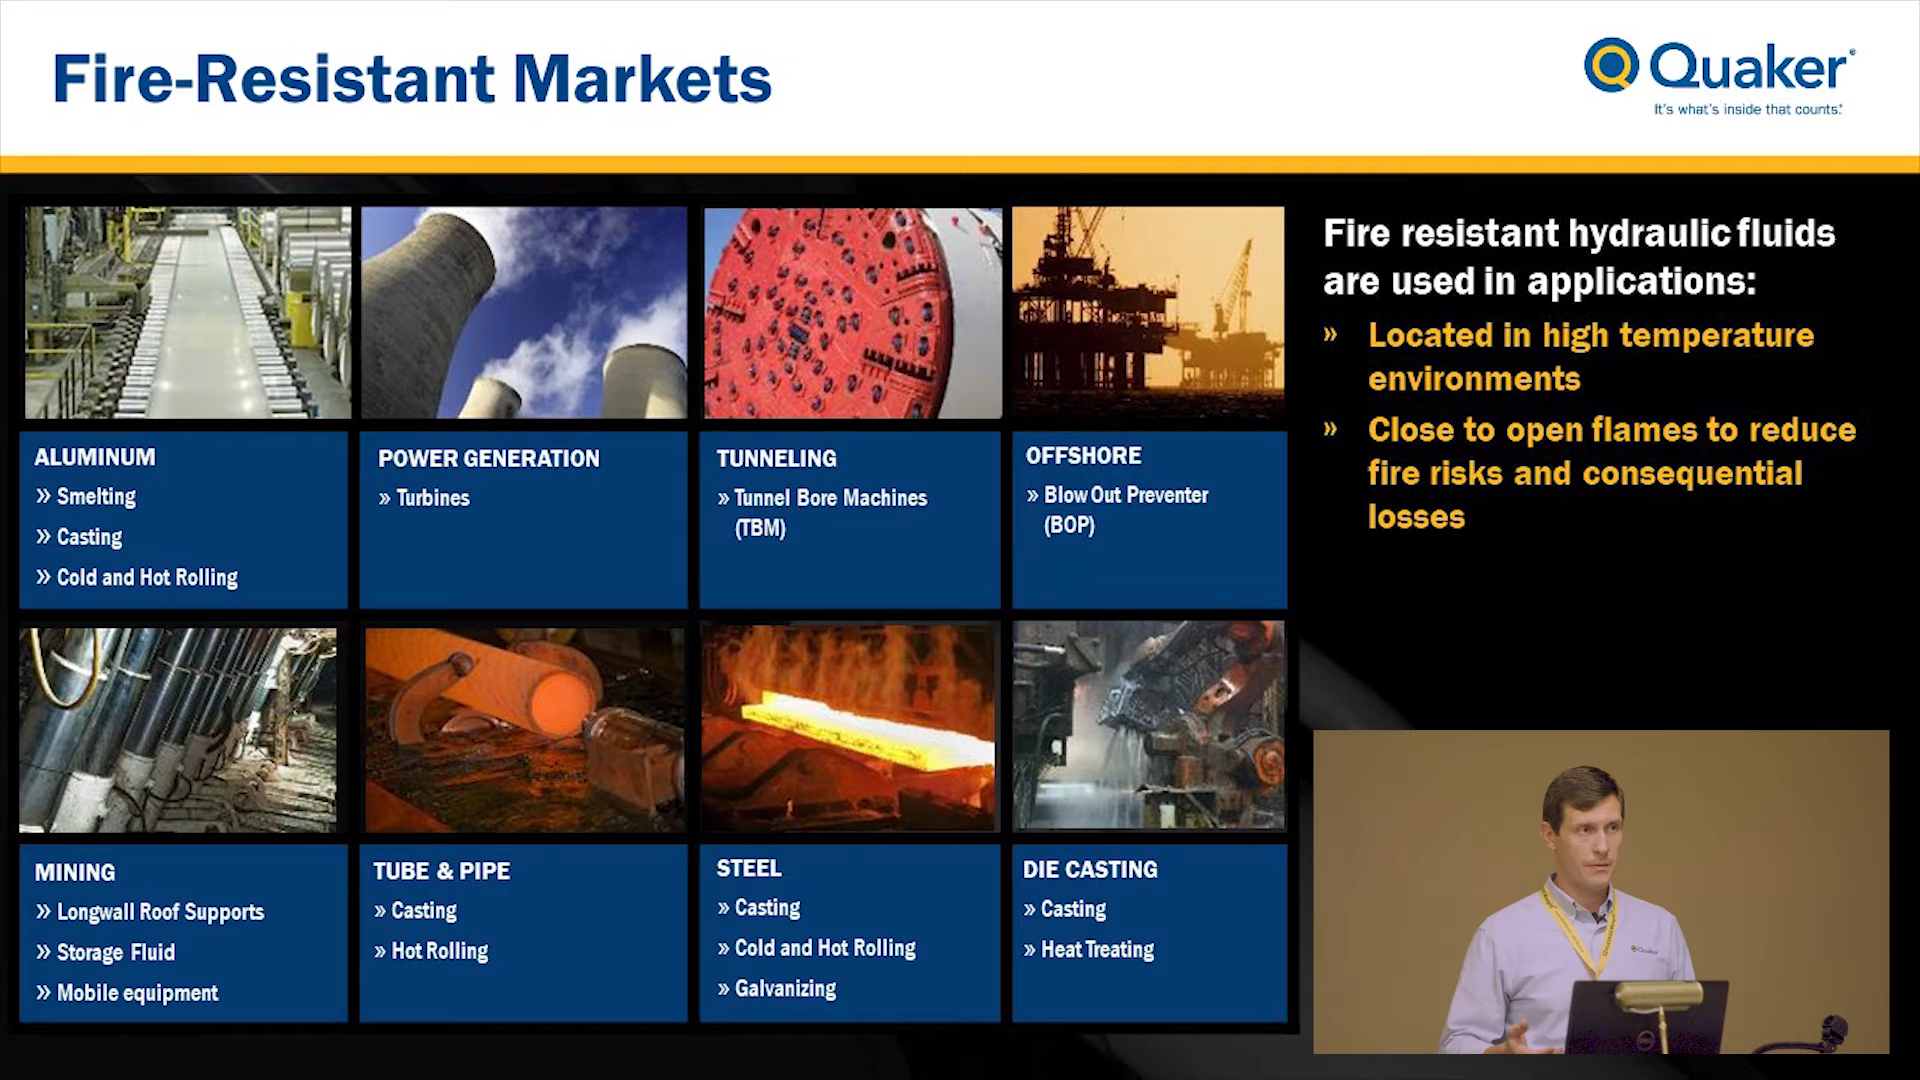 Fire-Resistant Markets
Quaker®
It's what's inside that counts.®
Fire resistant hydraulic fluids
are used in applications:
» Located in high temperature
environments
» Close to open flames to reduce
fire risks and consequential
losses
ALUMINUM
» Smelting
» Casting
» Cold and Hot Rolling
POWER GENERATION
» Turbines
TUNNELING
» Tunnel Bore Machines
(TBM)
OFFSHORE
» Blow Out Preventer
(BOP)
MINING
» Longwall Roof Supports
» Storage Fluid
» Mobile equipment
TUBE & PIPE
» Casting
» Hot Rolling
STEEL
» Casting
» Cold and Hot Rolling
» Galvanizing
DIE CASTING
» Casting
» Heat Treating
Quaker